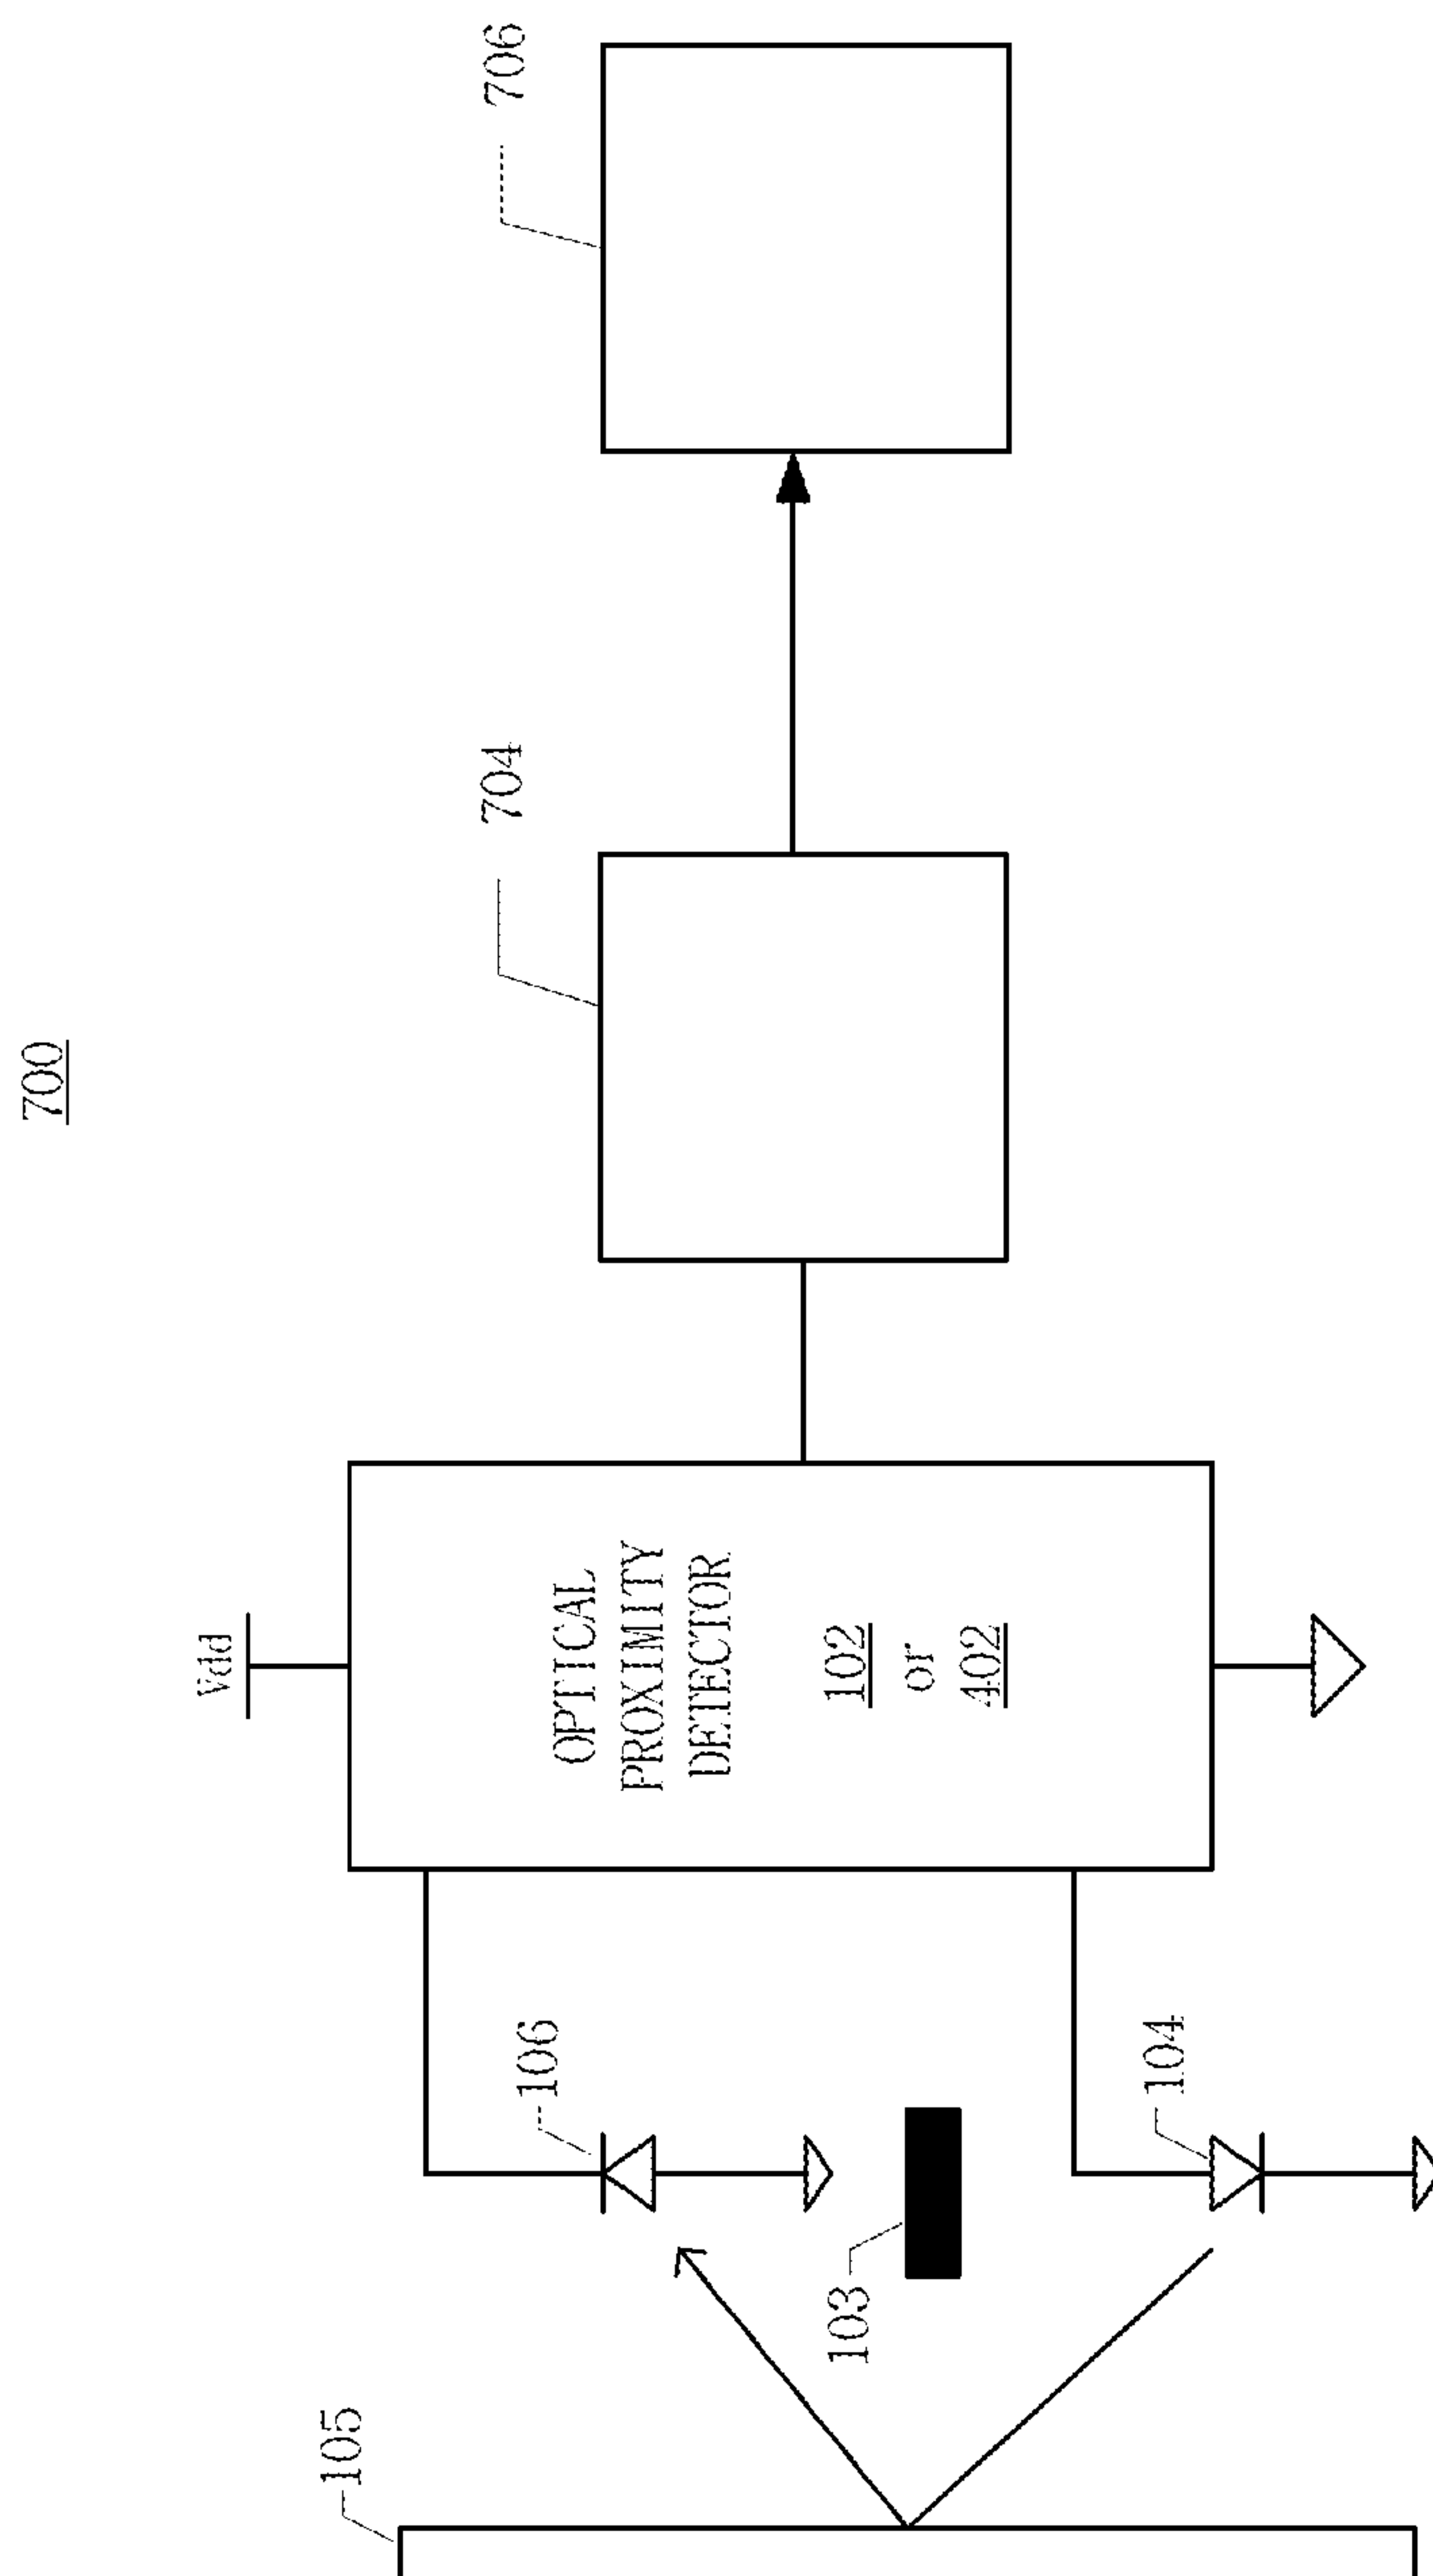 700
105
103
106
104
Vdd
OPTICAL
PROXIMITY
DETECTOR
102
or
402
704
706